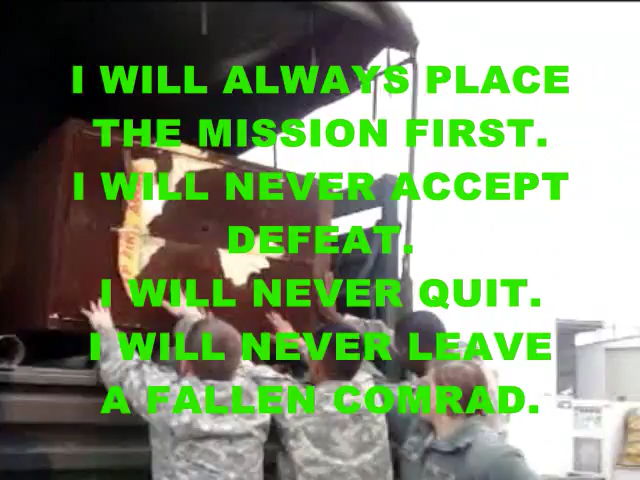 I WILL ALWAYS PLACE
THE MISSION FIRST.
I WILL NEVER ACCEPT
DEFEAT.
I WILL NEVER QUIT.
I WILL NEVER LEAVE
A FALLEN COMRAD.